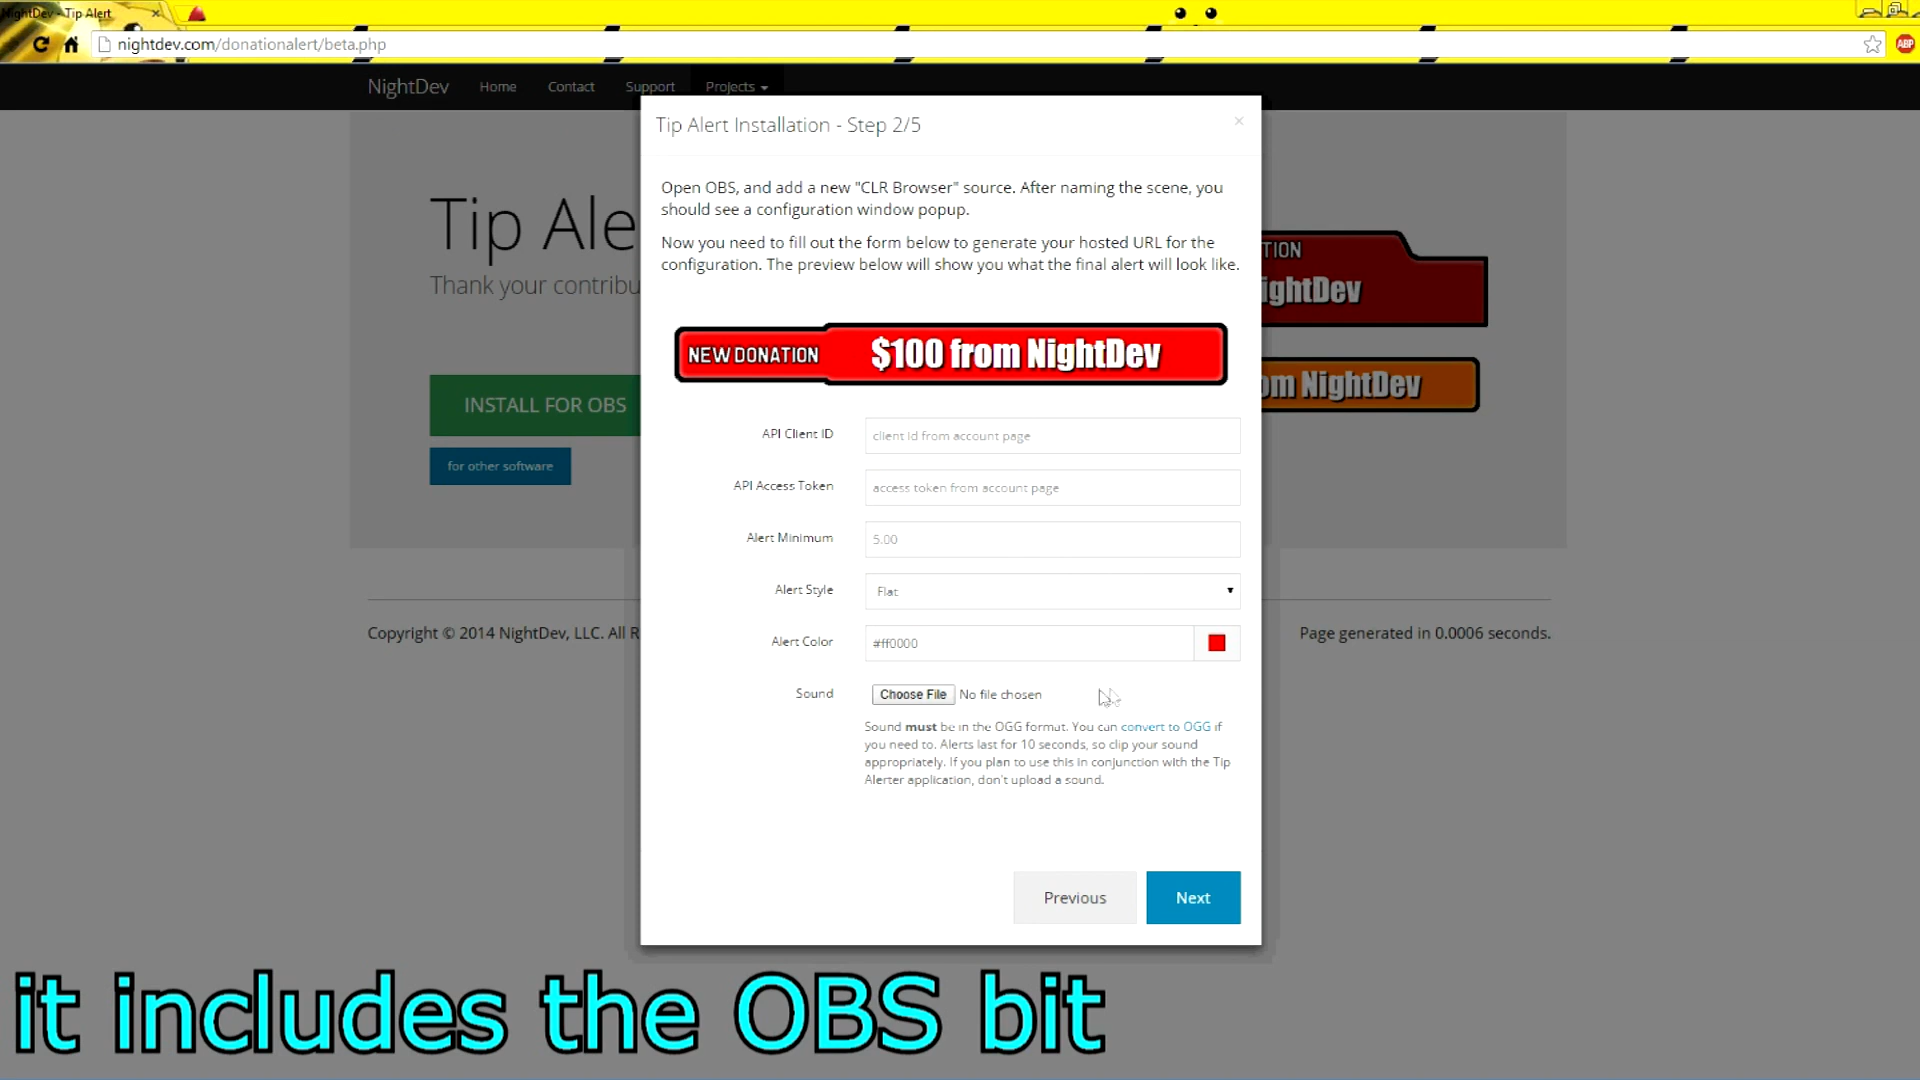 NightDev - Tip Alert
nightdev.com/donationalert/beta.php
ABP
NightDev Home Contact Support Projects
Tip Alert Installation - Step 2/5
Open OBS, and add a new "CLR Browser" source. After naming the scene, you
should see a configuration window popup.
Now you need to fill out the form below to generate your hosted URL for the
configuration. The preview below will show you what the final alert will look like.
Tip Ale
Thank your contribu
TION
ightDev
NEW DONATION $100 from NightDev
om NightDev
INSTALL FOR OBS
for other software
API Client ID client id from account page
API Access Token access token from account page
Alert Minimum 5.00
Alert Style Flat
Alert Color #ff0000
Copyright © 2014 NightDev, LLC. All R
Page generated in 0.0006 seconds.
Sound Choose File No file chosen
Sound must be in the OGG format. You can convert to OGG if
you need to. Alerts last for 10 seconds, so clip your sound
appropriately. If you plan to use this in conjunction with the Tip
Alerter application, don't upload a sound.
Previous Next
it includes the OBS bit